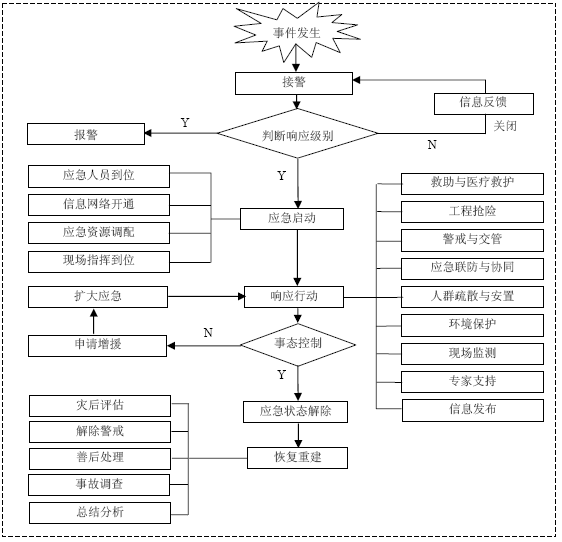 事件发生
接警
信息反馈
关闭
报警
Y
判断响应级别
N
Y
应急人员到位
信息网络开通
应急资源调配
现场指挥到位
应急启动
救助与医疗救护
工程抢险
警戒与交管
应急联防与协同
人群疏散与安置
环境保护
现场监测
专家支持
信息发布
扩大应急
响应行动
申请增援
N
事态控制
Y
应急状态解除
灾后评估
解除警戒
善后处理
事故调查
总结分析
恢复重建